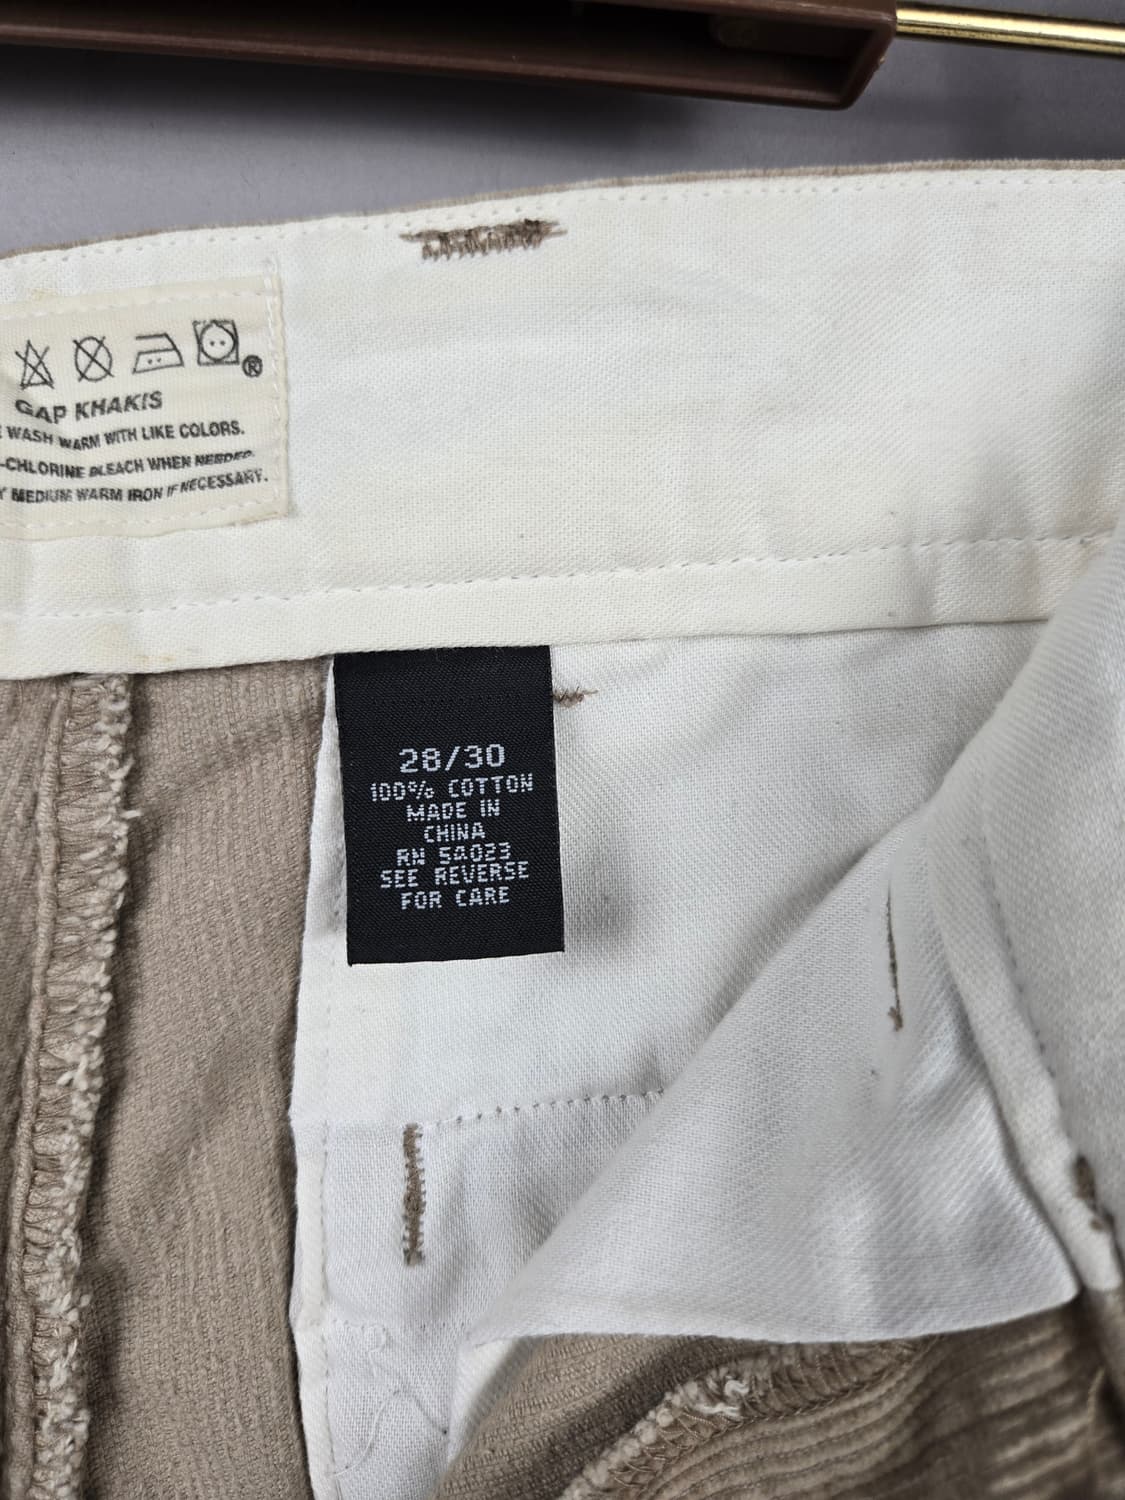 ®
GAP KHAKIS
E WASH WARM WITH LIKE COLORS.
-CHLORINE BLEACH WHEN NEEDED.
Y MEDIUM WARM IRON IF NECESSARY.
28/30
100% COTTON
MADE IN
CHINA
RN 54023
SEE REVERSE
FOR CARE